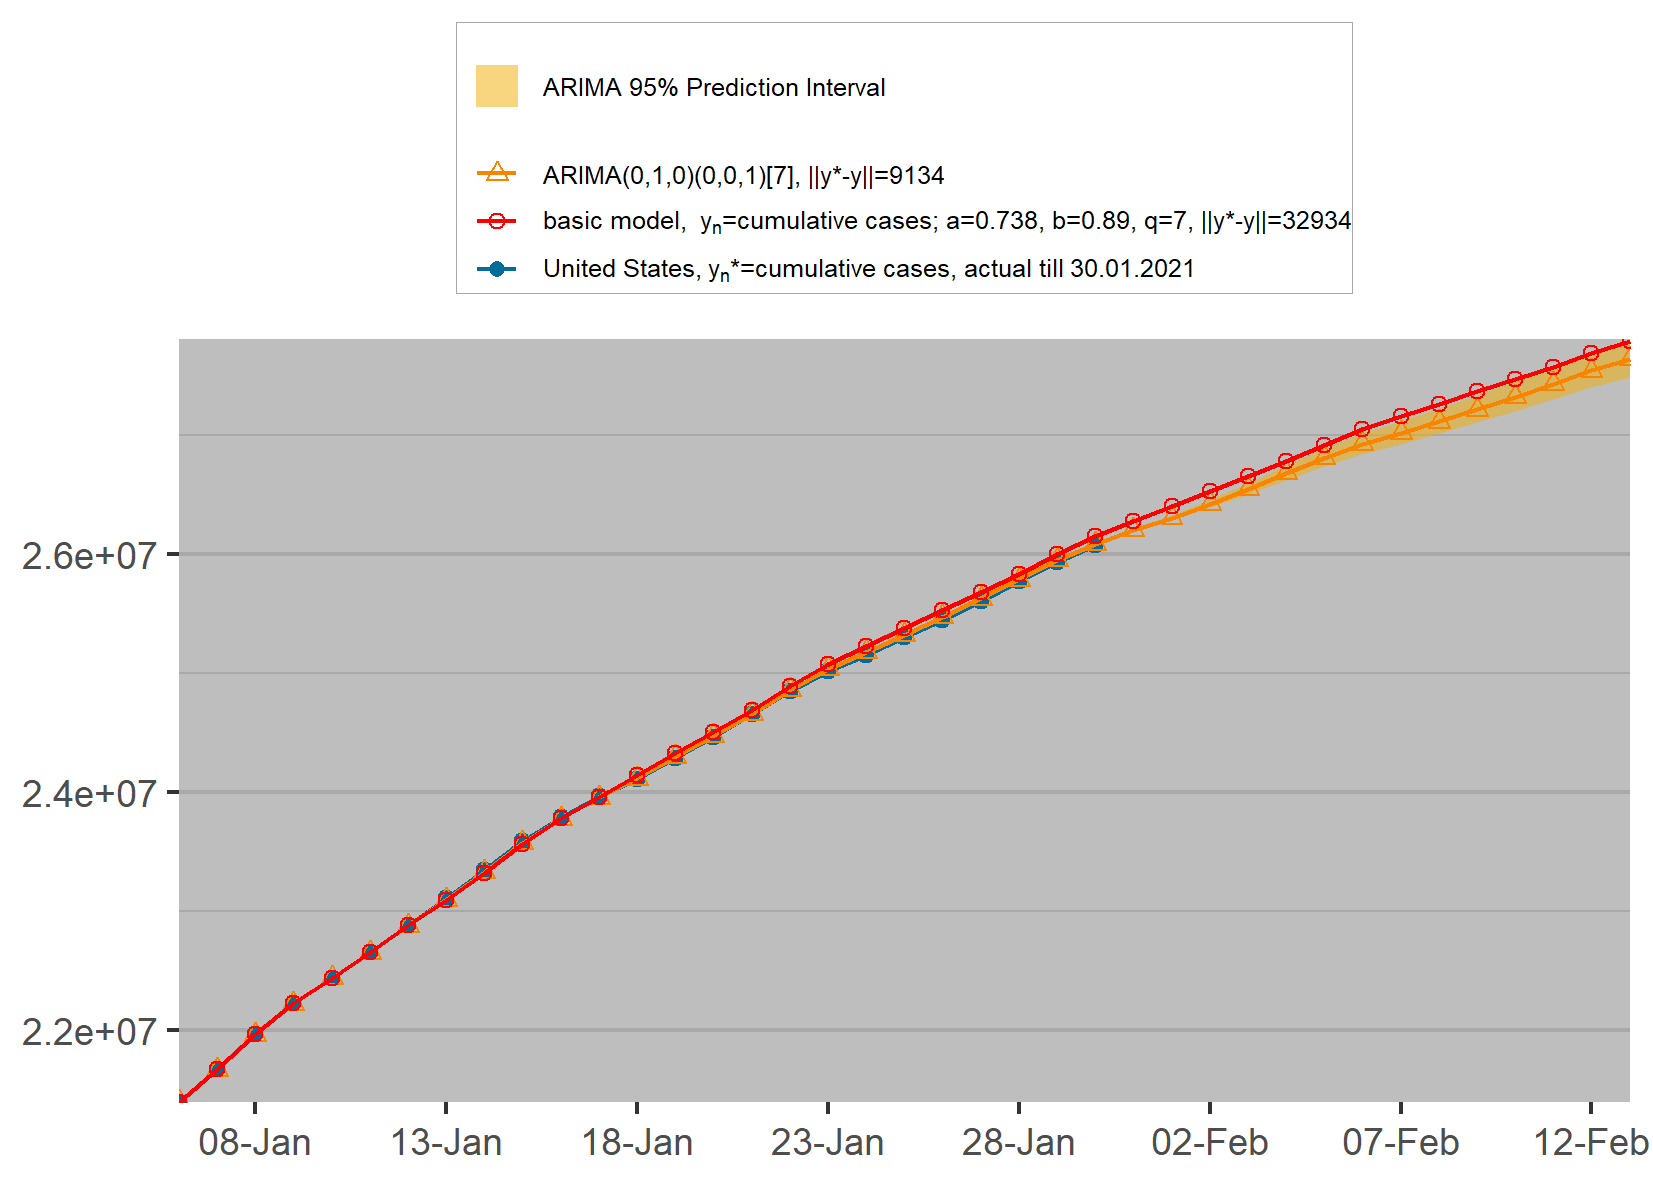 ARIMA 95% Prediction Interval
ARIMA(0,1,0)(0,0,1)[7], ||y*-y||=9134
basic model,  yn=cumulative cases; a=0.738, b=0.89, q=7, ||y*-y||=32934
United States, yn*=cumulative cases, actual till 30.01.2021
2.6e+07
2.4e+07
2.2e+07
08-Jan 13-Jan 18-Jan 23-Jan 28-Jan 02-Feb 07-Feb 12-Feb